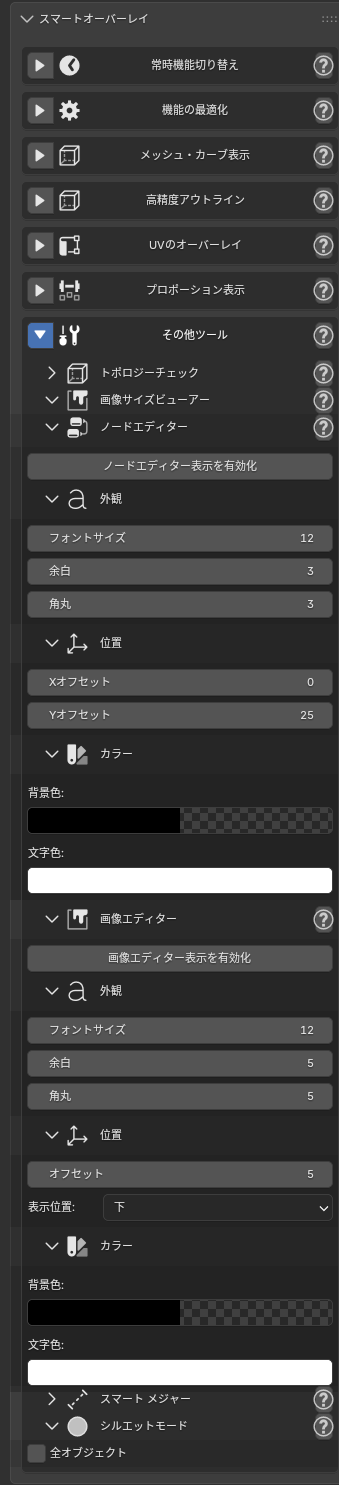 スマートオーバーレイ
常時機能切り替え
機能の最適化
メッシュ・カーブ表示
高精度アウトライン
UVのオーバーレイ
プロポーション表示
その他ツール
トポロジーチェック
画像サイズビューアー
ノードエディター
ノードエディター表示を有効化
外観
フォントサイズ 12
余白 3
角丸 3
位置
Xオフセット 0
Yオフセット 25
カラー
背景色:
文字色:
画像エディター
画像エディター表示を有効化
外観
フォントサイズ 12
余白 5
角丸 5
位置
オフセット 5
表示位置: 下
カラー
背景色:
文字色:
スマート メジャー
シルエットモード
全オブジェクト